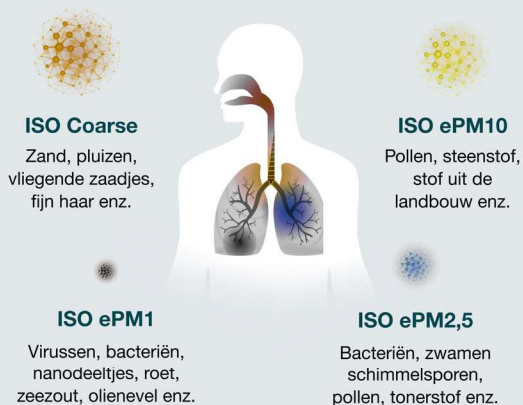 ISO Coarse
Zand, pluizen,
vliegende zaadjes,
fijn haar enz.
ISO ePM10
Pollen, steenstof,
stof uit de
landbouw enz.
ISO ePM1
Virussen, bacteriën,
nanodeeltjes, roet,
zeezout, olienevel enz.
ISO ePM2,5
Bacteriën, zwamen
schimmelsporen,
pollen, tonerstof enz.